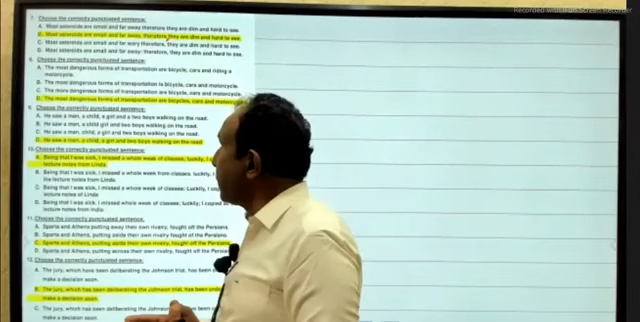 Recorded with iTop Screen Recorder
7. Choose the correctly punctuated sentence:
A. Most asteroids are small and far away therefore they are dim and hard to see.
B. Most asteroids are small and far away, therefore they are dim and hard to see.
C. Most asteroids are small and far away therefore, they are dim and hard to see.
D. Most asteroids are small and far away: therefore, they are dim and hard to see.
8. Choose the correctly punctuated sentence:
A. The most dangerous forms of transportation are bicycle, cars and riding a
motorcycle.
B. The most dangerous forms of transportation is bicycle, cars and motorcycle.
C. The more dangerous forms of transportation are bicycle, cars and motorcycle.
D. The most dangerous forms of transportation are bicycles, cars and
9. Choose the correctly punctuated sentence:
A. He saw a man, a child, a girl and a two boys walking on the road.
B. He saw a man, a child girl and two boys walking on the road.
C. He saw a man, child, a girl and two boys walking on the road.
D. He saw a man, a child, a girl and two boys walking on the road.
10. Choose the correctly punctuated sentence:
A. Being that I was sick, I missed a whole week of classes; luckily, I
lecture notes from Linda.
B. Being that I was sick, I missed a whole week from classes. luckily,
the lecture notes from Linda.
C. Being that I was sick, I missed a whole week of classes: Luckily, I
lecture notes of Linda
D. Being that I was sick, I missed whole week of classes; luckily; I copied
lecture notes from
11. Choose the correctly punctuated sentence:
A. Sparta and Athens putting away their own rivalry, fought off the Persians.
B. Sparta and Athens, putting aside their own rivalry fought of the Persians.
C. Sparta and Athens, putting aside their own rivalry, fought off the Persians.
D. Sparta and Athens, putting across their own rivalry, fought off the
12. Choose the correctly punctuated sentence:
A. The jury, which have been deliberating the Johnson trial, has been
make a decision soon.
B. The jury, which has been deliberating the Johnson trial, has been
make a decision soon.
C. The jury, which has been deliberating the Johnson
make a decision soon.